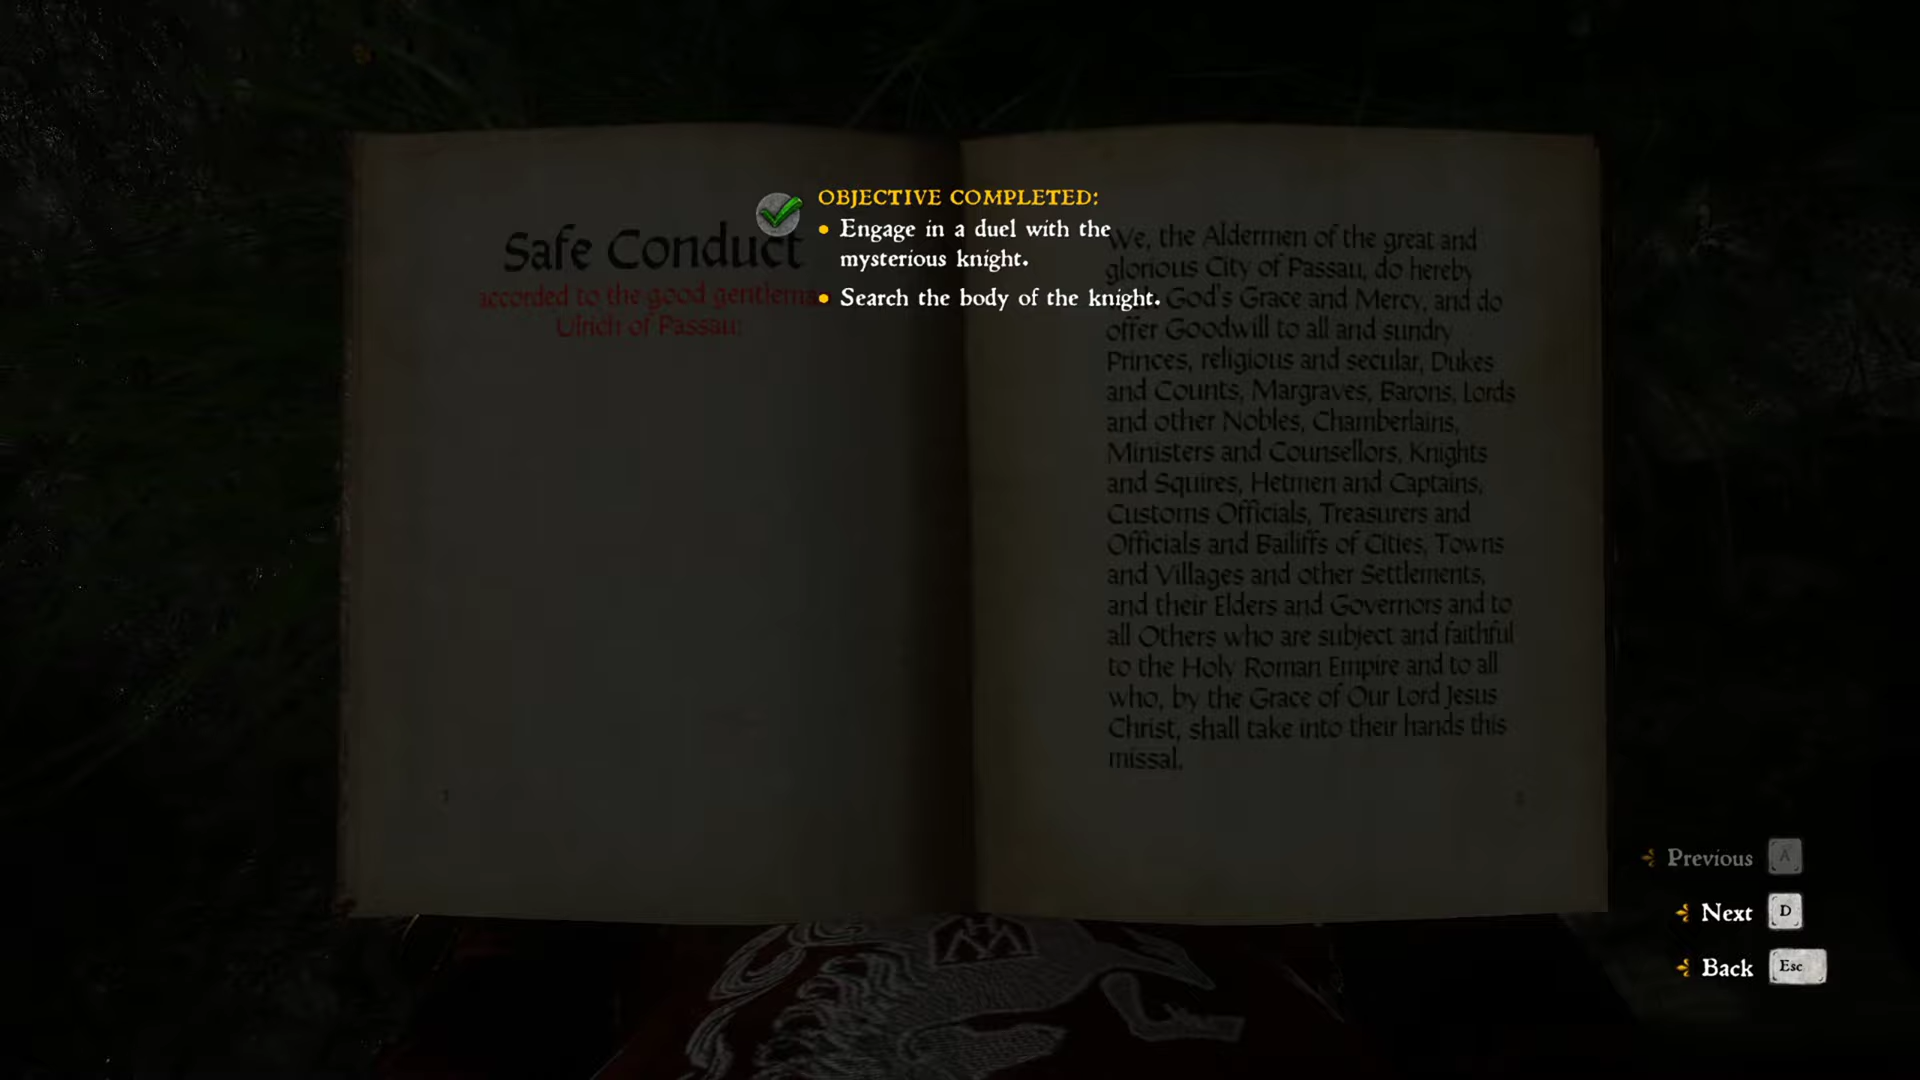 OBJECTIVE COMPLETED:
Engage in a duel with the
mysterious knight.
Search the body of the knight.
Safe Conduct
accorded to the good
Ulrich of Passau:
We, the Aldermen of the great and
glorious City of Passau, do hereby
God's Grace and Mercy, and do
offer Goodwill to all and sundry
Princes, religious and secular, Dukes
and Counts, Margraves, Barons, Lords
and other Nobles, Chamberlains,
Ministers and Counsellors, Knights
and Squires, Hetmen and Captains,
Customs Officials, Treasurers and
Officials and Bailiffs of Cities, Towns
and Villages and other Settlements,
and their Elders and Governors and to
all Others who are subject and faithful
to the Holy Roman Empire and to all
who, by the Grace of Our Lord Jesus
Christ, shall take into their hands this
missal,
Previous A
Next D
Back Esc